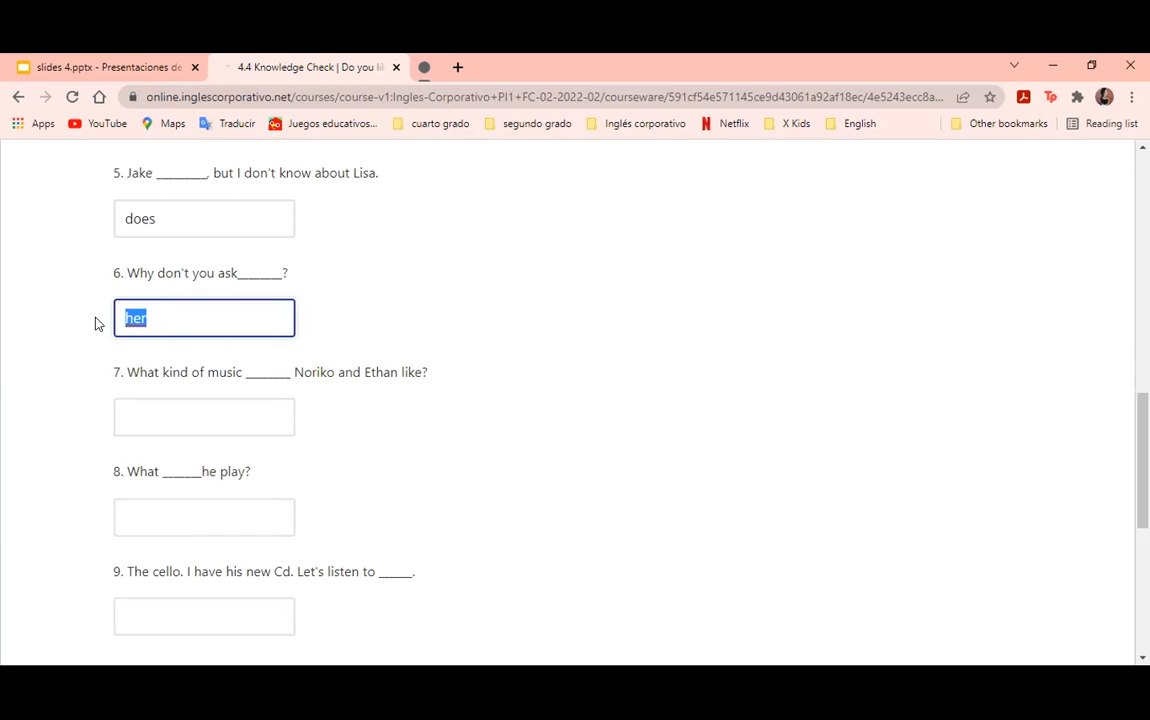 slides 4.pptx - Presentaciones de
4.4 Knowledge Check | Do you lik
online.inglescorporativo.net/courses/course-v1:Ingles-Corporativo+PI1+FC-02-2022-02/courseware/591cf54e571145ce9d43061a92af18ec/4e5243ecc8a...
Apps YouTube Maps Traducir Juegos educativos... cuarto grado segundo grado Inglés corporativo Netflix X Kids English Other bookmarks Reading list
5. Jake ________, but I don't know about Lisa.
does
6. Why don't you ask_______?
her
7. What kind of music _______ Noriko and Ethan like?
8. What ______he play?
9. The cello. I have his new Cd. Let's listen to _____.